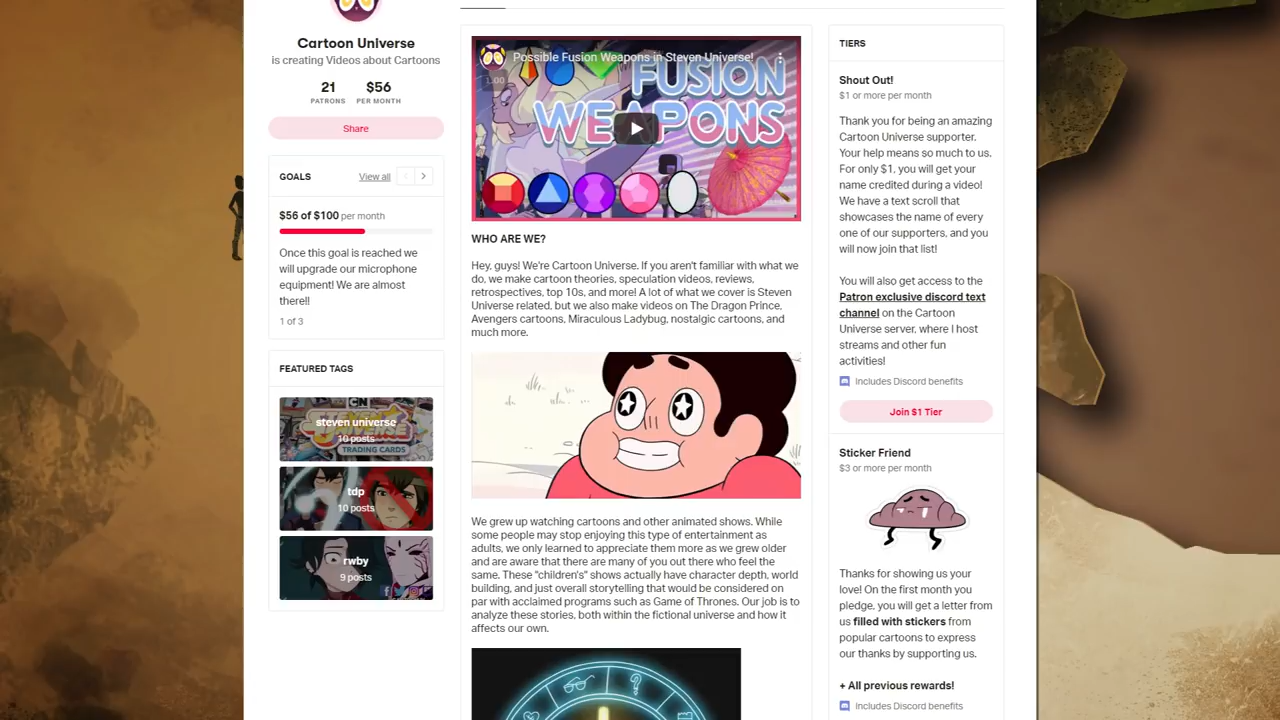 Cartoon Universe
is creating Videos about Cartoons
21
$56
PATRONS
PER MONTH
Share
GOALS
View all
$56 of $100 per month
Once this goal is reached we
will upgrade our microphone
equipment! We are almost
there!!
1 of 3
FEATURED TAGS
CN
steven universe
10 posts
TRADING CARDS
tdp
10 posts
rwby
9 posts
Possible Fusion Weapons in Steven Universe!
1.00
FUSION
WEAPONS
WHO ARE WE?
Hey, guys! We're Cartoon Universe. If you aren't familiar with what we
do, we make cartoon theories, speculation videos, reviews,
retrospectives, top 10s, and more! A lot of what we cover is Steven
Universe related, but we also make videos on The Dragon Prince,
Avengers cartoons, Miraculous Ladybug, nostalgic cartoons, and
much more.
We grew up watching cartoons and other animated shows. While
some people may stop enjoying this type of entertainment as
adults, we only learned to appreciate them more as we grew older
and are aware that there are many of you out there who feel the
same. These "children's" shows actually have character depth, world
building, and just overall storytelling that would be considered on
par with acclaimed programs such as Game of Thrones. Our job is to
analyze these stories, both within the fictional universe and how it
affects our own.
TIERS
Shout Out!
$1 or more per month
Thank you for being an amazing
Cartoon Universe supporter.
Your help means so much to us.
For only $1, you will get your
name credited during a video!
We have a text scroll that
showcases the name of every
one of our supporters, and you
will now join that list!
You will also get access to the
Patron exclusive discord text
channel on the Cartoon
Universe server, where I host
streams and other fun
activities!
Includes Discord benefits
Join $1 Tier
Sticker Friend
$3 or more per month
Thanks for showing us your
love! On the first month you
pledge, you will get a letter from
us filled with stickers from
popular cartoons to express
our thanks by supporting us.
+ All previous rewards!
Includes Discord benefits